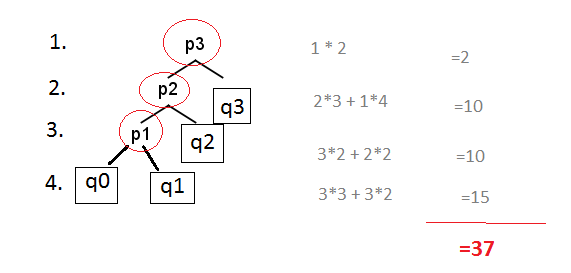 1. p3 1 * 2 =2
2. p2 q3 2*3 + 1*4 =10
3. p1 q2 3*2 + 2*2 =10
4. q0 q1 3*3 + 3*2 =15
=37